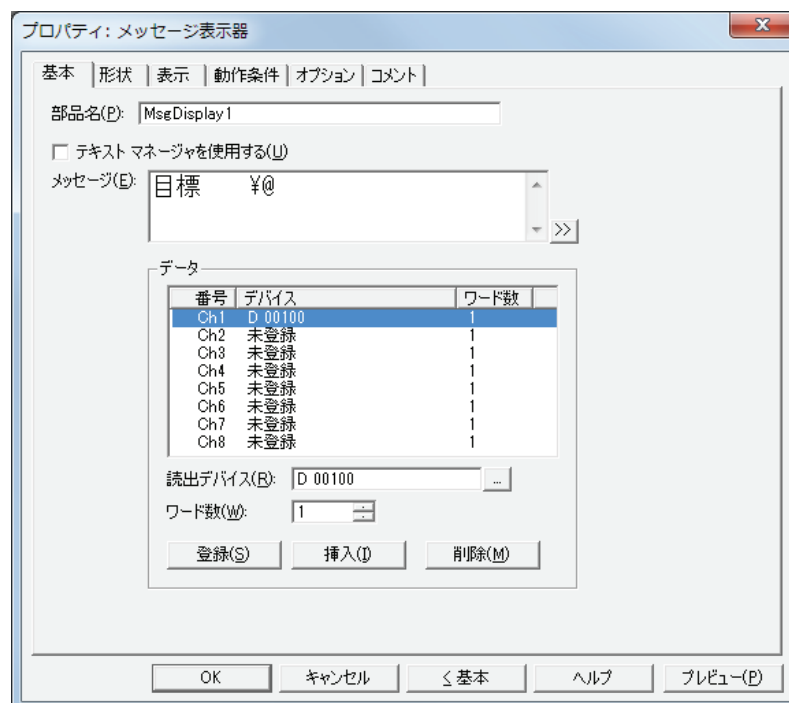 プロパティ: メッセージ表示器
基本 形状 表示 動作条件 オプション コメント
部品名(P): MsgDisplay1
テキスト マネージャを使用する(U)
メッセージ(E): 目標 ¥@
>>
データ
番号 デバイス ワード数
Ch1 D 00100 1
Ch2 未登録 1
Ch3 未登録 1
Ch4 未登録 1
Ch5 未登録 1
Ch6 未登録 1
Ch7 未登録 1
Ch8 未登録 1
読出デバイス(R): D 00100 ...
ワード数(W): 1
登録(S) 挿入(I) 削除(M)
OK キャンセル < 基本 ヘルプ プレビュー(P)